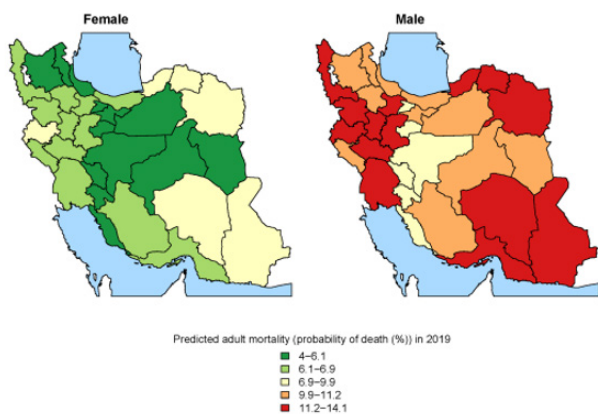 Female
Male
Predicted adult mortality (probability of death (%)) in 2019
4−6.1
6.1−6.9
6.9−9.9
9.9−11.2
11.2−14.1